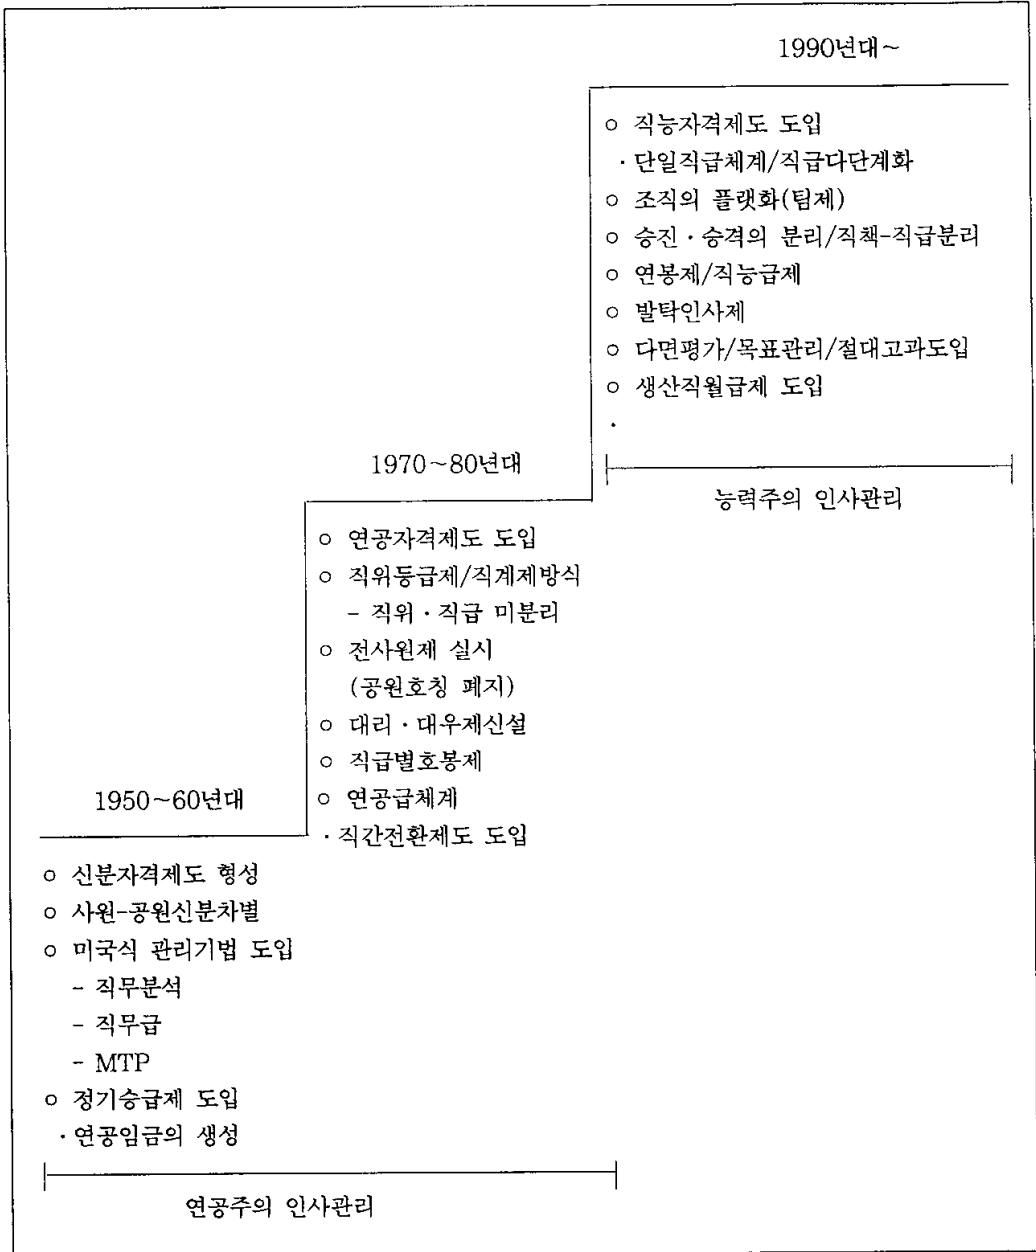 1990년대~
○ 직능자격제도 도입
·단일직급체계/직급다단계화
○ 조직의 플랫화(팀제)
○ 승진·승격의 분리/직책-직급분리
○ 연봉제/직능급제
○ 발탁인사제
○ 다면평가/목표관리/절대고과도입
○ 생산직월급제 도입
·
능력주의 인사관리
1970~80년대
○ 연공자격제도 도입
○ 직위등급제/직계제방식
- 직위·직급 미분리
○ 전사원제 실시
(공원호칭 폐지)
○ 대리·대우제신설
○ 직급별호봉제
○ 연공급체계
·직간전환제도 도입
1950~60년대
○ 신분자격제도 형성
○ 사원-공원신분차별
○ 미국식 관리기법 도입
- 직무분석
- 직무급
- MTP
○ 정기승급제 도입
·연공임금의 생성
연공주의 인사관리